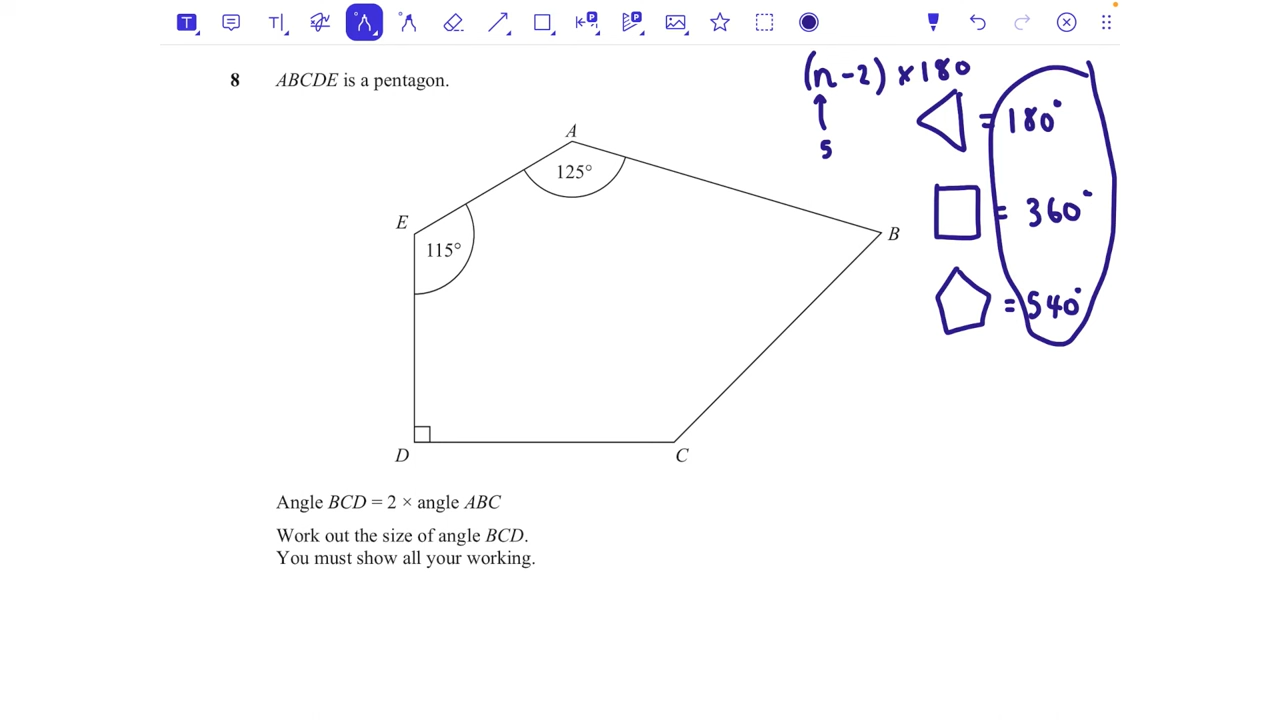 8 ABCDE is a pentagon.
(n-2) × 180
5
= 180°
= 360°
= 540°
A
125°
E
115°
B
D
C
Angle BCD = 2 × angle ABC
Work out the size of angle BCD.
You must show all your working.